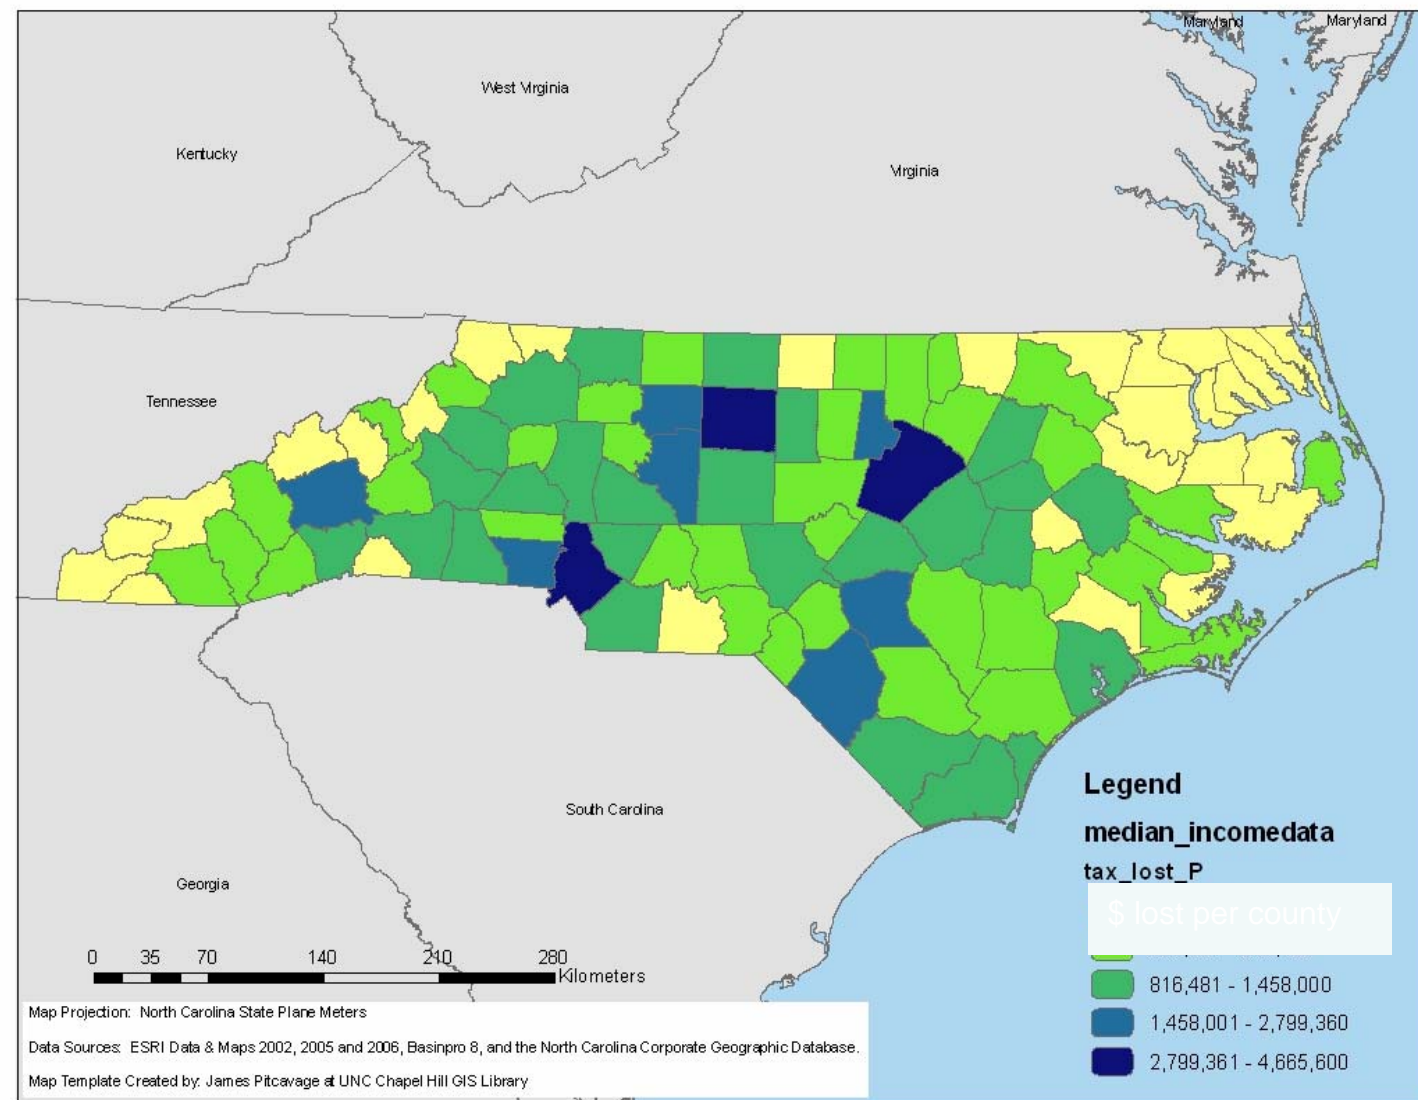 Maryland
Maryland
West Virginia
Kentucky
Virginia
Tennessee
South Carolina
Georgia
0 35 70 140 210 280
Kilometers
Legend
median_incomedata
tax_lost_P
$ lost per county
816,481 - 1,458,000
1,458,001 - 2,799,360
2,799,361 - 4,665,600
Map Projection: North Carolina State Plane Meters
Data Sources: ESRI Data & Maps 2002, 2005 and 2006, Basinpro 8, and the North Carolina Corporate Geographic Database.
Map Template Created by: James Pitcavage at UNC Chapel Hill GIS Library